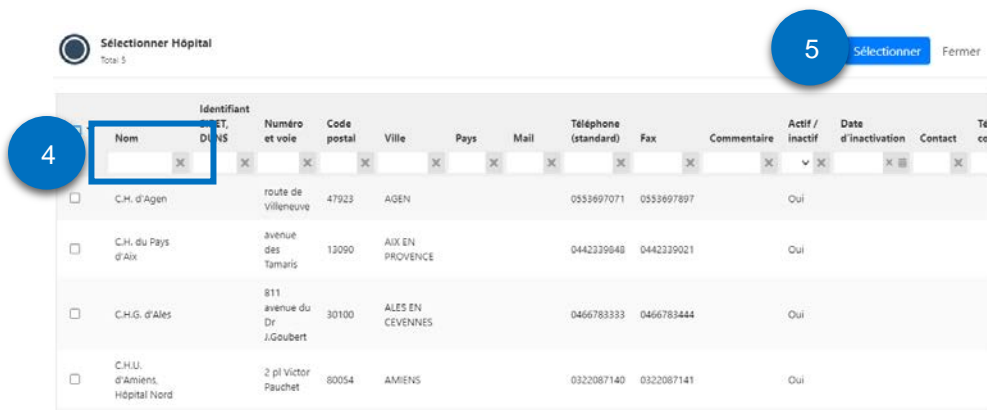 Sélectionner Hôpital
Total 5
5
Sélectionner
Fermer
4
Nom
Identifiant
DUNS
Numéro
et voie
Code
postal
Ville
Pays
Mail
Téléphone
(standard)
Fax
Commentaire
Actif /
inactif
Date
d'inactivation
Contact
C.H. d'Agen
route de
Villeneuve
47923
AGEN
0553697071
0553697897
Oui
C.H. du Pays
d'Aix
avenue
des
Tamaris
13090
AIX EN
PROVENCE
0442339848
0442339021
Oui
C.H.G. d'Ales
811
avenue du
Dr
J.Goubert
30100
ALES EN
CEVENNES
0466783333
0466783444
Oui
C.H.U.
d'Amiens,
Hôpital Nord
2 pl Victor
Pauchet
80054
AMIENS
0322087140
0322087141
Oui